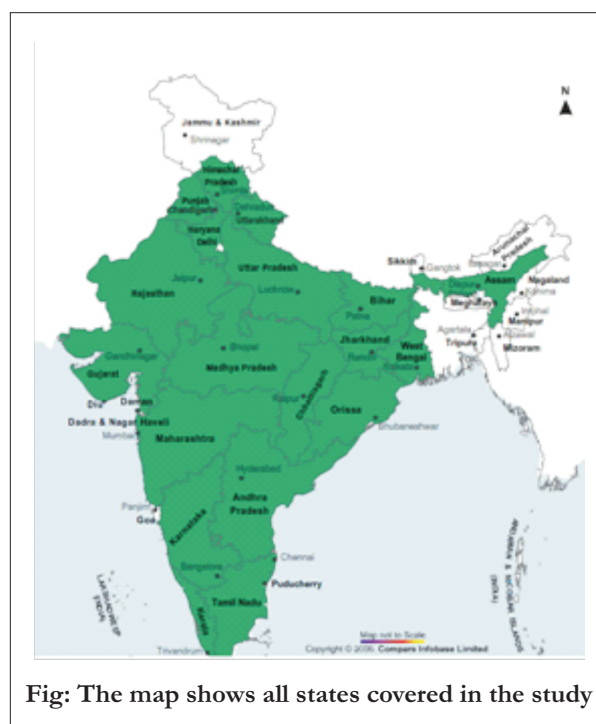 N
Jammu & Kashmir
Shrinagar
Himachal
Pradesh
Shimla
Punjab
Chandigarh
Dehradun
Uttarakhand
Haryana
Delhi
Arunachal
Pradesh
Sikkim
Gangtok
Itanagar
Assam
Dispur
Nagaland
Kohima
Meghalaya
Imphal
Manipur
Agartala
Tripura
Aizawal
Mizoram
Uttar Pradesh
Lucknow
Jaipur
Rajasthan
Bihar
Patna
Jharkhand
Ranchi
West
Bengal
Kolkata
Gandhinagar
Bhopal
Madhya Pradesh
Gujarat
Raipur
Chhattisgarh
Orissa
Bhubaneshwar
Diu
Daman
Dadra & Nagar Haveli
Mumbai
Maharashtra
Hyderabad
Andhra
Pradesh
Panjim
Goa
Karnataka
Bangalore
Chennai
Puducherry
Tamil Nadu
Kerala
Trivandrum
LAKSHADWEEP
(INDIA)
ANDAMAN & NICOBAR ISLANDS
(INDIA)
Map not to Scale
Copyright © 2006. Compare Infobase Limited
Fig: The map shows all states covered in the study